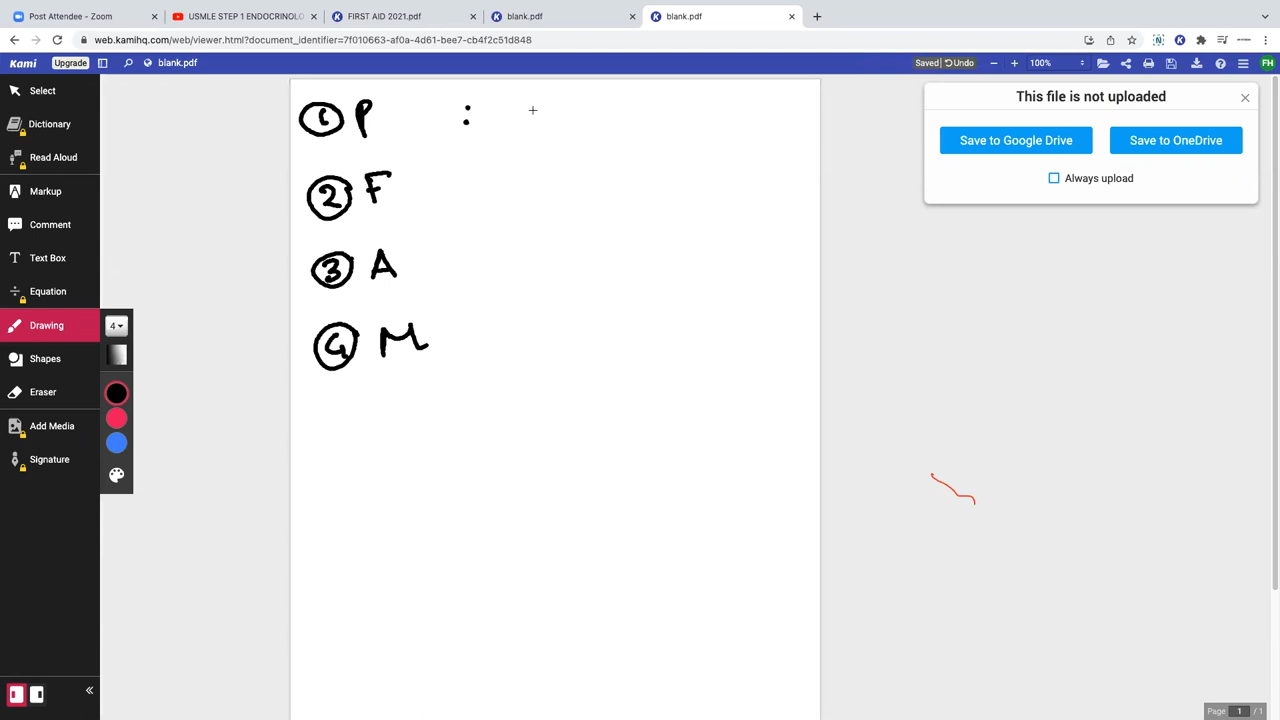 Post Attendee - Zoom
USMLE STEP 1 ENDOCRINOLO
FIRST AID 2021.pdf
blank.pdf
blank.pdf
web.kamihq.com/web/viewer.html?document_identifier=7f010663-af0a-4d61-bee7-cb4f2c51d848
Kami Upgrade blank.pdf Saved Undo 100% FH
Select
Dictionary
Read Aloud
Markup
Comment
Text Box
Equation
Drawing
Shapes
Eraser
Add Media
Signature
4
1 P :
2 F
3 A
4 M
This file is not uploaded
Save to Google Drive Save to OneDrive
Always upload
Page 1 / 1